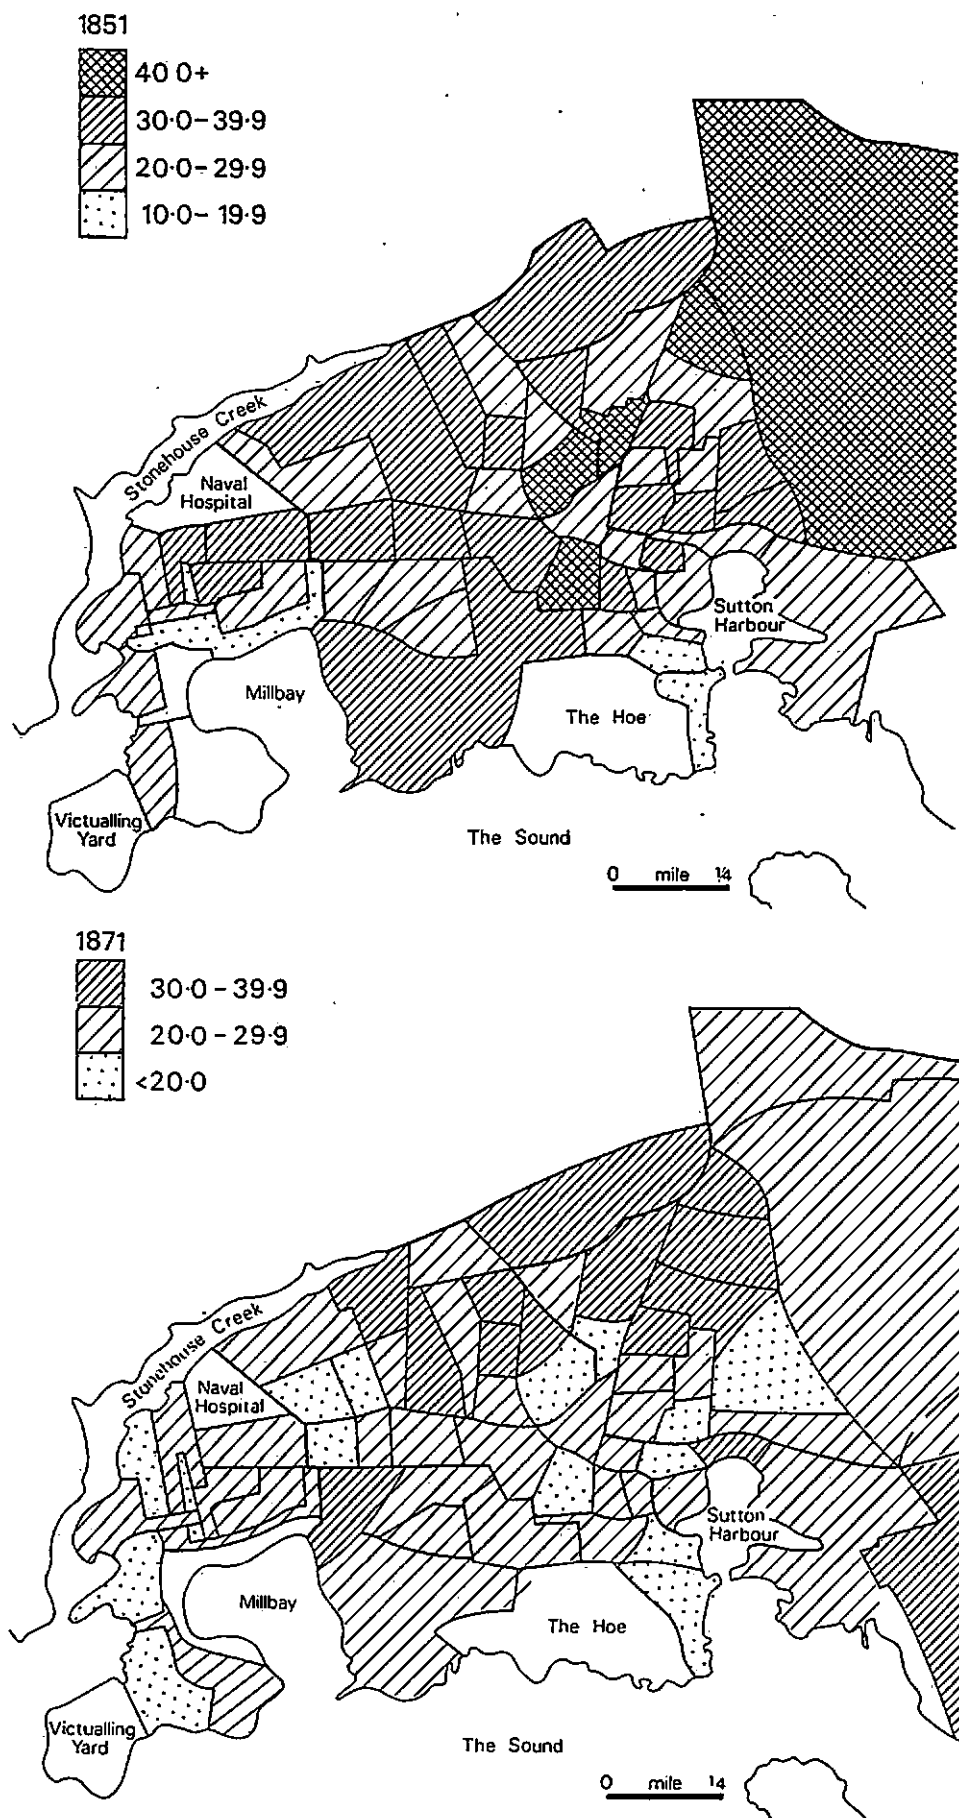 1851
40 0+
30·0-39·9
20·0-29·9
10·0-19·9
Stonehouse Creek
Naval
Hospital
Sutton
Harbour
Millbay
The Hoe
Victualling
Yard
The Sound
0 mile 1/4
1871
30·0-39·9
20·0-29·9
<20·0
Stonehouse Creek
Naval
Hospital
Sutton
Harbour
Millbay
The Hoe
Victualling
Yard
The Sound
0 mile 1/4